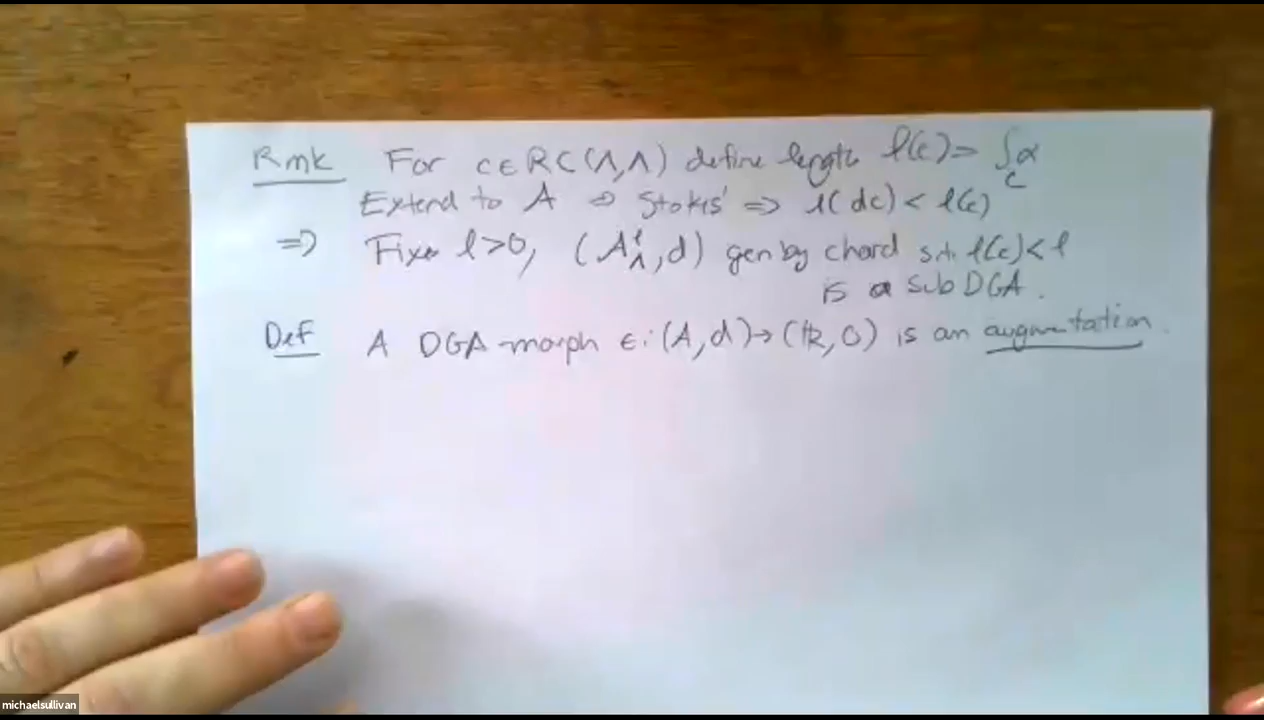 Rmk For c ∈ RC(Λ,Λ) define length l(c) = ∫_c α
Extend to A ⇒ Stokes' ⇒ l(dc) < l(c)
⇒ Fix l>0, (A^l_Λ, d) gen by chord s.t. l(c) < l
is a sub DGA.
Def A DGA-morph ε: (A,d) → (k, 0) is an augmentation.
michaelsullivan